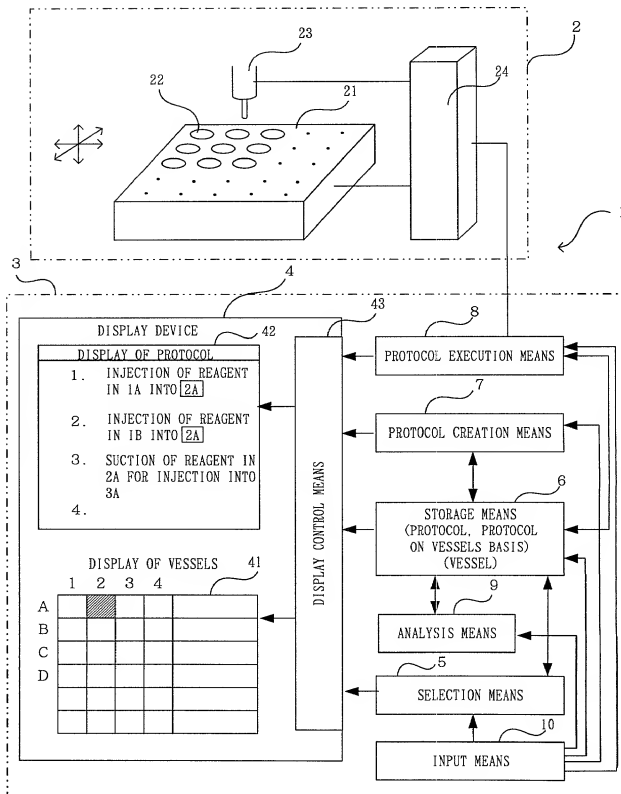 23
2
22
21
24
1
3
4
43
8
DISPLAY DEVICE
42
DISPLAY OF PROTOCOL
1. INJECTION OF REAGENT
IN 1A INTO 2A
2. INJECTION OF REAGENT
IN 1B INTO 2A
3. SUCTION OF REAGENT IN
2A FOR INJECTION INTO
3A
4.
DISPLAY OF VESSELS
41
1 2 3 4
A
B
C
D
DISPLAY CONTROL MEANS
PROTOCOL EXECUTION MEANS
7
PROTOCOL CREATION MEANS
6
STORAGE MEANS
(PROTOCOL, PROTOCOL
ON VESSELS BASIS)
(VESSEL)
9
ANALYSIS MEANS
5
SELECTION MEANS
10
INPUT MEANS